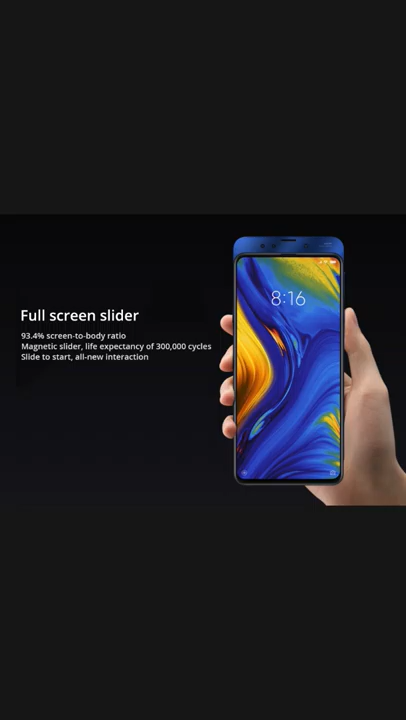 8:16
Full screen slider
93.4% screen-to-body ratio
Magnetic slider, life expectancy of 300,000 cycles
Slide to start, all-new interaction